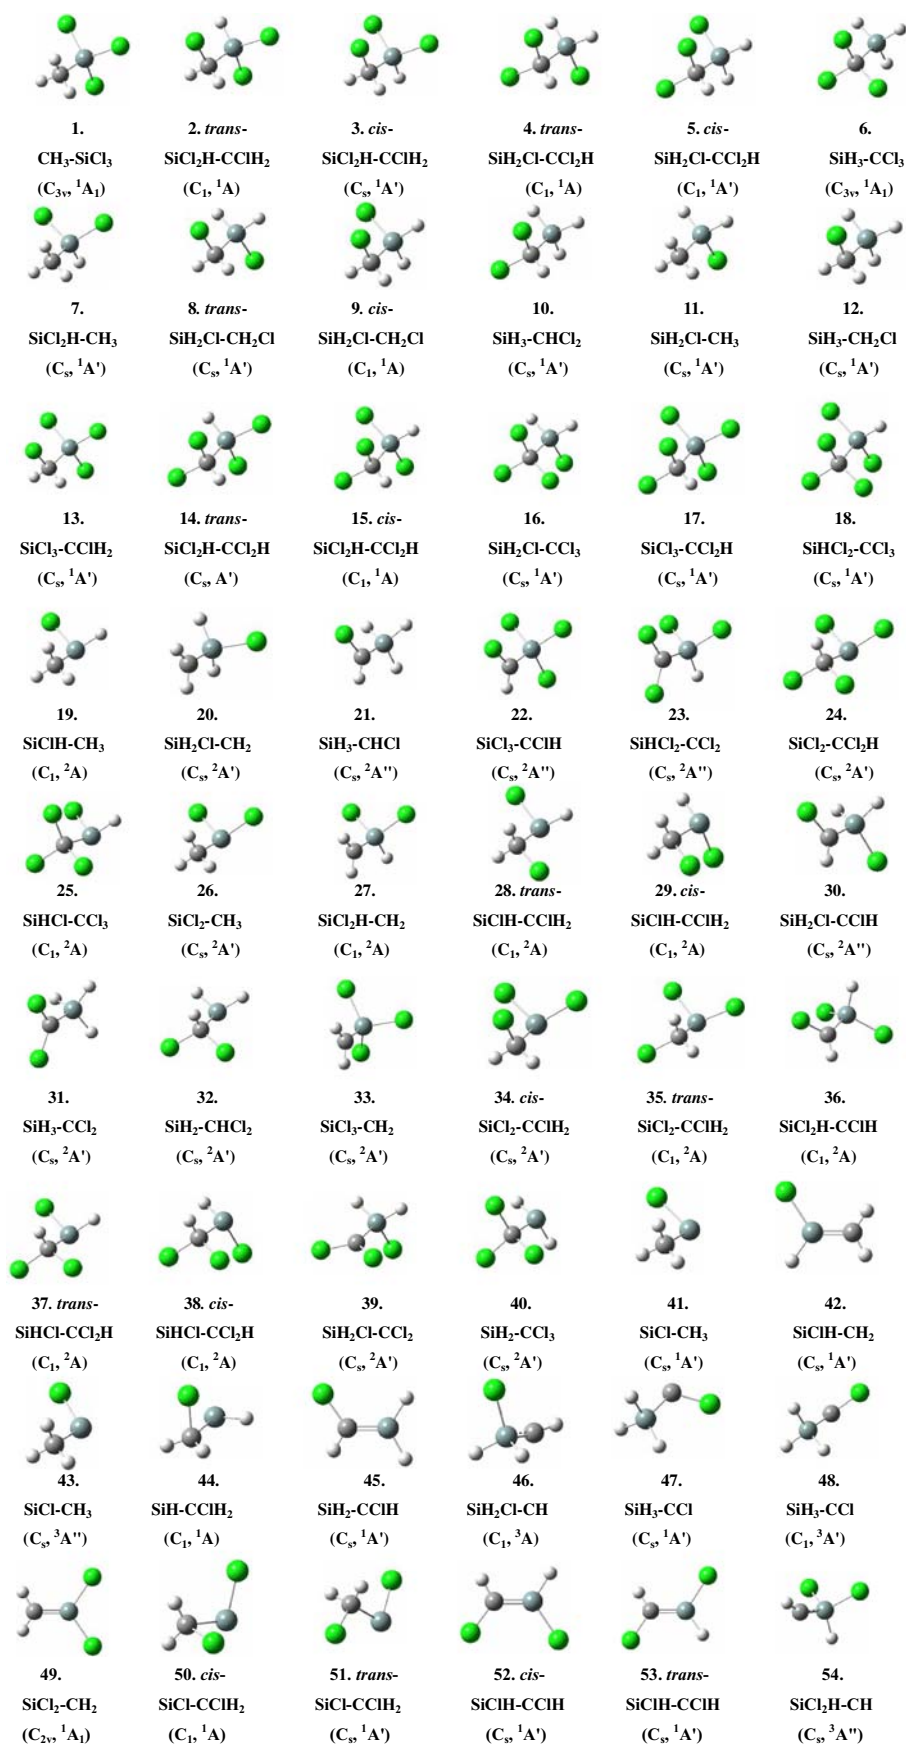 1. 2. trans- 3. cis- 4. trans- 5. cis- 6.
CH₃-SiCl₃ SiCl₂H-CClH₂ SiCl₂H-CClH₂ SiH₂Cl-CCl₂H SiH₂Cl-CCl₂H SiH₃-CCl₃
(C₃ᵥ, ¹A₁) (C₁, ¹A) (Cₛ, ¹A') (C₁, ¹A) (C₁, ¹A') (C₃ᵥ, ¹A₁)
7. 8. trans- 9. cis- 10. 11. 12.
SiCl₂H-CH₃ SiH₂Cl-CH₂Cl SiH₂Cl-CH₂Cl SiH₃-CHCl₂ SiH₂Cl-CH₃ SiH₃-CH₂Cl
(Cₛ, ¹A') (Cₛ, ¹A') (C₁, ¹A) (Cₛ, ¹A') (Cₛ, ¹A') (Cₛ, ¹A')
13. 14. trans- 15. cis- 16. 17. 18.
SiCl₃-CClH₂ SiCl₂H-CCl₂H SiCl₂H-CCl₂H SiH₂Cl-CCl₃ SiCl₃-CCl₂H SiHCl₂-CCl₃
(Cₛ, ¹A') (Cₛ, A') (C₁, ¹A) (Cₛ, ¹A') (Cₛ, ¹A') (Cₛ, ¹A')
19. 20. 21. 22. 23. 24.
SiClH-CH₃ SiH₂Cl-CH₂ SiH₃-CHCl SiCl₃-CClH SiHCl₂-CCl₂ SiCl₂-CCl₂H
(C₁, ²A) (Cₛ, ²A') (Cₛ, ²A'') (Cₛ, ²A'') (Cₛ, ²A'') (Cₛ, ²A')
25. 26. 27. 28. trans- 29. cis- 30.
SiHCl-CCl₃ SiCl₂-CH₃ SiCl₂H-CH₂ SiClH-CClH₂ SiClH-CClH₂ SiH₂Cl-CClH
(C₁, ²A) (Cₛ, ²A') (C₁, ²A) (C₁, ²A) (C₁, ²A) (Cₛ, ²A'')
31. 32. 33. 34. cis- 35. trans- 36.
SiH₃-CCl₂ SiH₂-CHCl₂ SiCl₃-CH₂ SiCl₂-CClH₂ SiCl₂-CClH₂ SiCl₂H-CClH
(Cₛ, ²A') (Cₛ, ²A') (Cₛ, ²A') (Cₛ, ²A') (C₁, ²A) (C₁, ²A)
37. trans- 38. cis- 39. 40. 41. 42.
SiHCl-CCl₂H SiHCl-CCl₂H SiH₂Cl-CCl₂ SiH₂-CCl₃ SiCl-CH₃ SiClH-CH₂
(C₁, ²A) (C₁, ²A) (Cₛ, ²A') (Cₛ, ²A') (Cₛ, ¹A') (Cₛ, ¹A')
43. 44. 45. 46. 47. 48.
SiCl-CH₃ SiH-CClH₂ SiH₂-CClH SiH₂Cl-CH SiH₃-CCl SiH₃-CCl
(Cₛ, ³A'') (C₁, ¹A) (Cₛ, ¹A') (C₁, ³A) (Cₛ, ¹A') (C₁, ³A')
49. 50. cis- 51. trans- 52. cis- 53. trans- 54.
SiCl₂-CH₂ SiCl-CClH₂ SiCl-CClH₂ SiClH-CClH SiClH-CClH SiCl₂H-CH
(C₂ᵥ, ¹A₁) (C₁, ¹A) (Cₛ, ¹A') (Cₛ, ¹A') (Cₛ, ¹A') (Cₛ, ³A'')